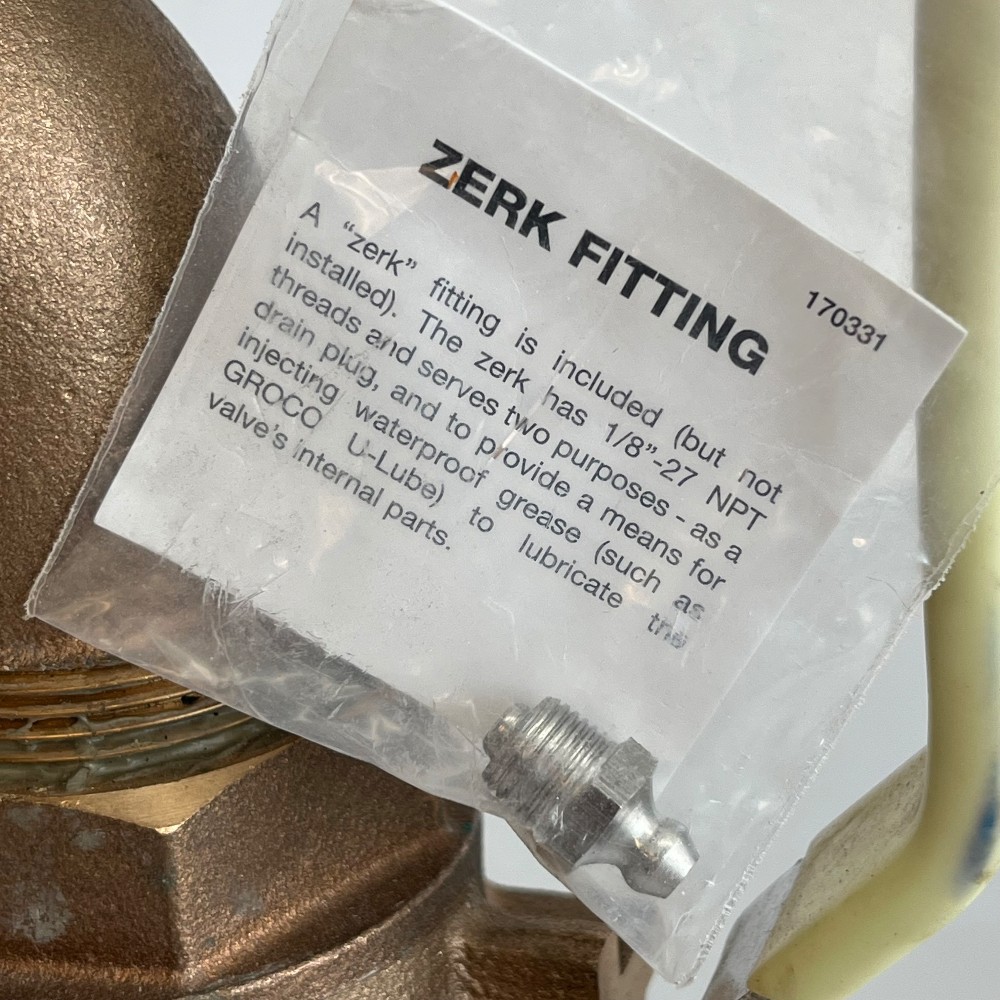 ZERK FITTING
170331
A “zerk” fitting is included (but not
installed). The zerk has 1/8”-27 NPT
threads and serves two purposes - as a
drain plug, and to provide a means for
injecting waterproof grease (such as
GROCO U-Lube) to lubricate the
valve’s internal parts.